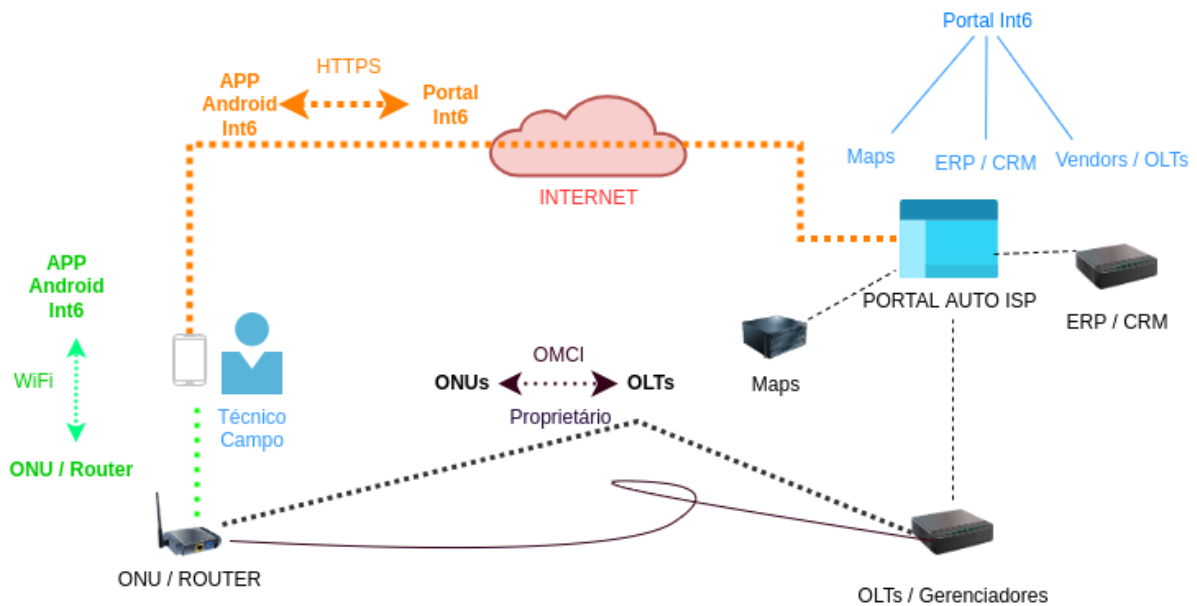 Portal Int6
Maps
ERP / CRM
Vendors / OLTs
HTTPS
APP
Android
Int6
Portal
Int6
INTERNET
PORTAL AUTO ISP
ERP / CRM
Maps
APP
Android
Int6
WiFi
ONU / Router
Técnico
Campo
OMCI
ONUs
OLTs
Proprietário
ONU / ROUTER
OLTs / Gerenciadores